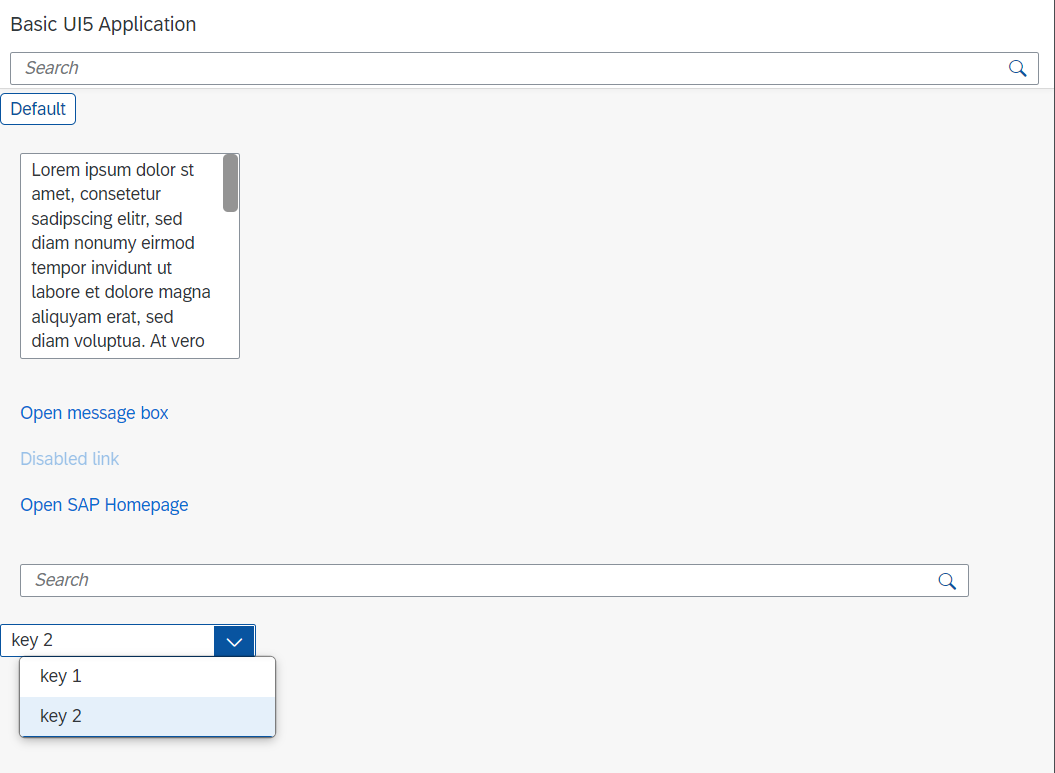 Basic UI5 Application
Search
Default
Lorem ipsum dolor st
amet, consetetur
sadipscing elitr, sed
diam nonumy eirmod
tempor invidunt ut
labore et dolore magna
aliquyam erat, sed
diam voluptua. At vero
Open message box
Disabled link
Open SAP Homepage
Search
key 2
key 1
key 2